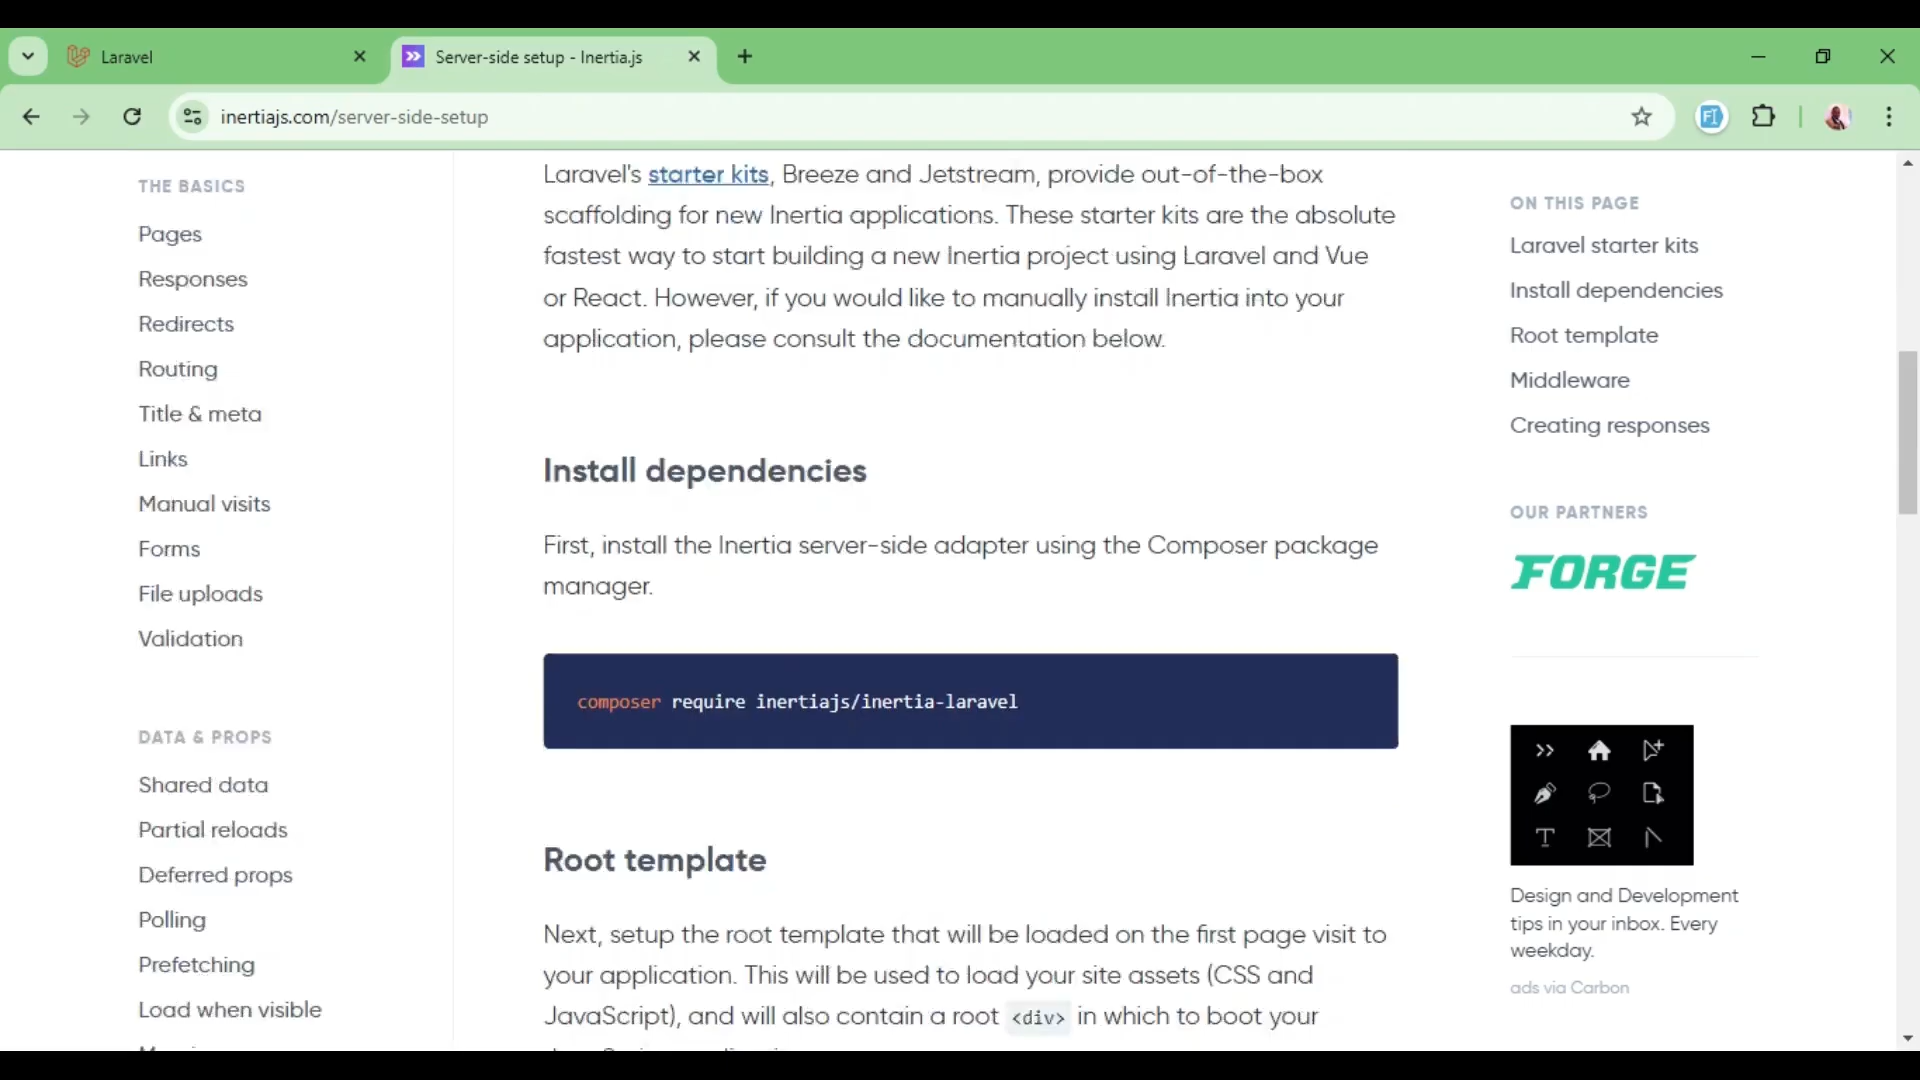 Laravel
Server-side setup - Inertia.js
inertiajs.com/server-side-setup
THE BASICS
Pages
Responses
Redirects
Routing
Title & meta
Links
Manual visits
Forms
File uploads
Validation
DATA & PROPS
Shared data
Partial reloads
Deferred props
Polling
Prefetching
Load when visible
Laravel's starter kits, Breeze and Jetstream, provide out-of-the-box
scaffolding for new Inertia applications. These starter kits are the absolute
fastest way to start building a new Inertia project using Laravel and Vue
or React. However, if you would like to manually install Inertia into your
application, please consult the documentation below.
Install dependencies
First, install the Inertia server-side adapter using the Composer package
manager.
composer require inertiajs/inertia-laravel
Root template
Next, setup the root template that will be loaded on the first page visit to
your application. This will be used to load your site assets (CSS and
JavaScript), and will also contain a root <div> in which to boot your
ON THIS PAGE
Laravel starter kits
Install dependencies
Root template
Middleware
Creating responses
OUR PARTNERS
FORGE
Design and Development
tips in your inbox. Every
weekday.
ads via Carbon